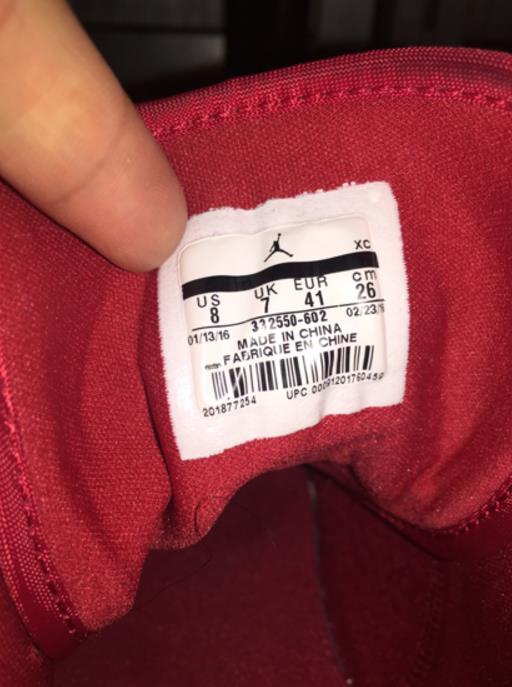 XC
US UK EUR cm
8 7 41 26
01/13/16 332550-602 02/23/16
MADE IN CHINA
FABRIQUE EN CHINE
201877254 UPC 00091201760459